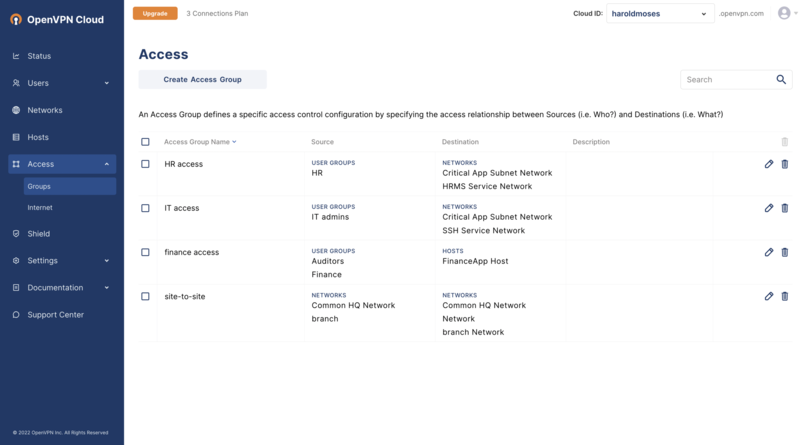 OpenVPN Cloud
Upgrade
3 Connections Plan
Cloud ID:
haroldmoses
.openvpn.com
Status
Users
Networks
Hosts
Access
Groups
Internet
Shield
Settings
Documentation
Support Center
© 2022 OpenVPN Inc. All Rights Reserved
Access
Create Access Group
Search
An Access Group defines a specific access control configuration by specifying the access relationship between Sources (i.e. Who?) and Destinations (i.e. What?)
Access Group Name Source Destination Description
HR access
USER GROUPS
HR
NETWORKS
Critical App Subnet Network
HRMS Service Network
IT access
USER GROUPS
IT admins
NETWORKS
Critical App Subnet Network
SSH Service Network
finance access
USER GROUPS
Auditors
Finance
HOSTS
FinanceApp Host
site-to-site
NETWORKS
Common HQ Network
branch
NETWORKS
Common HQ Network
Network
branch Network